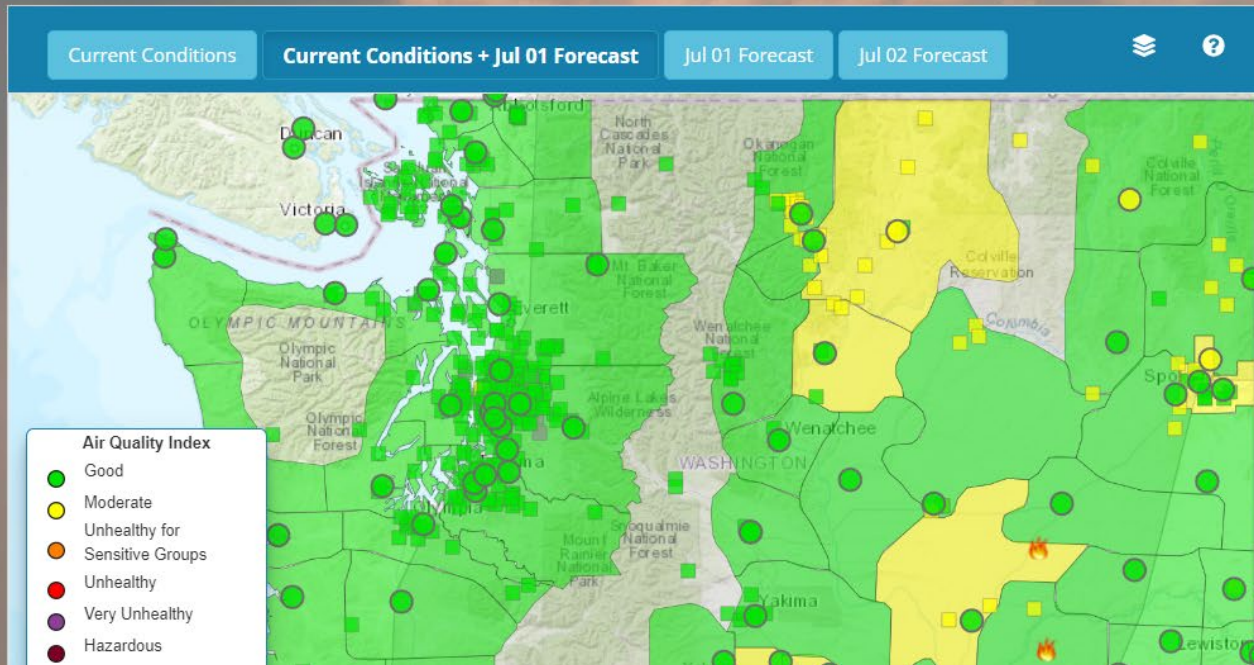 Current Conditions
Current Conditions + Jul 01 Forecast
Jul 01 Forecast
Jul 02 Forecast
?
Abbotsford
Duncan
North
Cascades
National
Park
Okanogan
National
Forest
Colville
National
Forest
Victoria
Mt. Baker
National
Forest
Colville
Reservation
Columbia
OLYMPIC MOUNTAINS
Olympic
National
Park
Wenatchee
National
Forest
Olympic
National
Forest
Alpine Lakes
Wilderness
Wenatchee
WASHINGTON
Snoqualmie
National
Forest
Mount
Rainier
National
Park
Yakima
Lewiston
Air Quality Index
Good
Moderate
Unhealthy for
Sensitive Groups
Unhealthy
Very Unhealthy
Hazardous